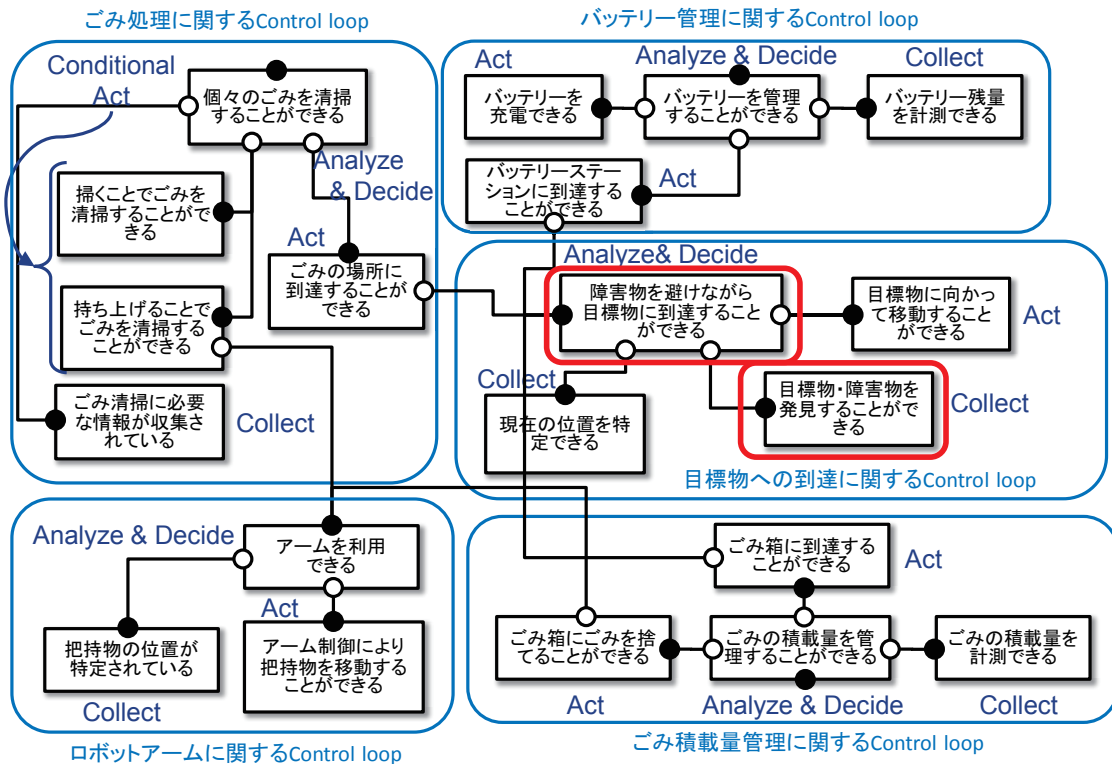 ごみ処理に関するControl loop
Conditional
Act
個々のごみを清掃
することができる
Analyze
& Decide
掃くことでごみを
清掃することがで
きる
Act
ごみの場所に
到達することが
できる
持ち上げることで
ごみを清掃する
ことができる
ごみ清掃に必要
な情報が収集さ
れている
Collect
バッテリー管理に関するControl loop
Act
Analyze & Decide
Collect
バッテリーを
充電できる
バッテリーを管理
することができる
バッテリー残量
を計測できる
バッテリーステー
ションに到達する
ことができる
Act
Analyze& Decide
障害物を避けながら
目標物に到達すること
ができる
目標物に向かっ
て移動すること
ができる
Act
Collect
現在の位置を特
定できる
目標物・障害物を
発見することがで
きる
Collect
目標物への到達に関するControl loop
Analyze & Decide
アームを利用
できる
Act
把持物の位置が
特定されている
アーム制御により
把持物を移動する
ことができる
Collect
ロボットアームに関するControl loop
ごみ箱に到達する
ことができる
Act
ごみ箱にごみを捨
てることができる
ごみの積載量を管
理することができる
ごみの積載量を
計測できる
Act
Analyze & Decide
Collect
ごみ積載量管理に関するControl loop